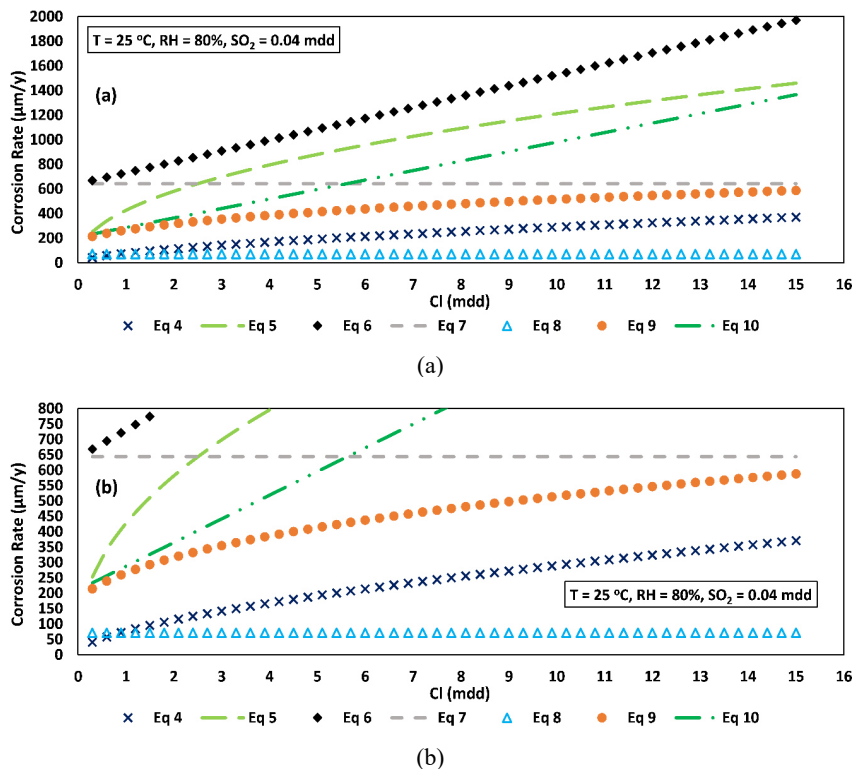 2000
1800
1600
1400
1200
1000
800
600
400
200
0
Corrosion Rate (µm/y)
T = 25 °C, RH = 80%, SO₂ = 0.04 mdd
(a)
0 1 2 3 4 5 6 7 8 9 10 11 12 13 14 15 16
Cl (mdd)
Eq 4 Eq 5 Eq 6 Eq 7 Eq 8 Eq 9 Eq 10
(a)
800
750
700
650
600
550
500
450
400
350
300
250
200
150
100
50
0
Corrosion Rate (µm/y)
(b)
T = 25 °C, RH = 80%, SO₂ = 0.04 mdd
0 1 2 3 4 5 6 7 8 9 10 11 12 13 14 15 16
Cl (mdd)
Eq 4 Eq 5 Eq 6 Eq 7 Eq 8 Eq 9 Eq 10
(b)